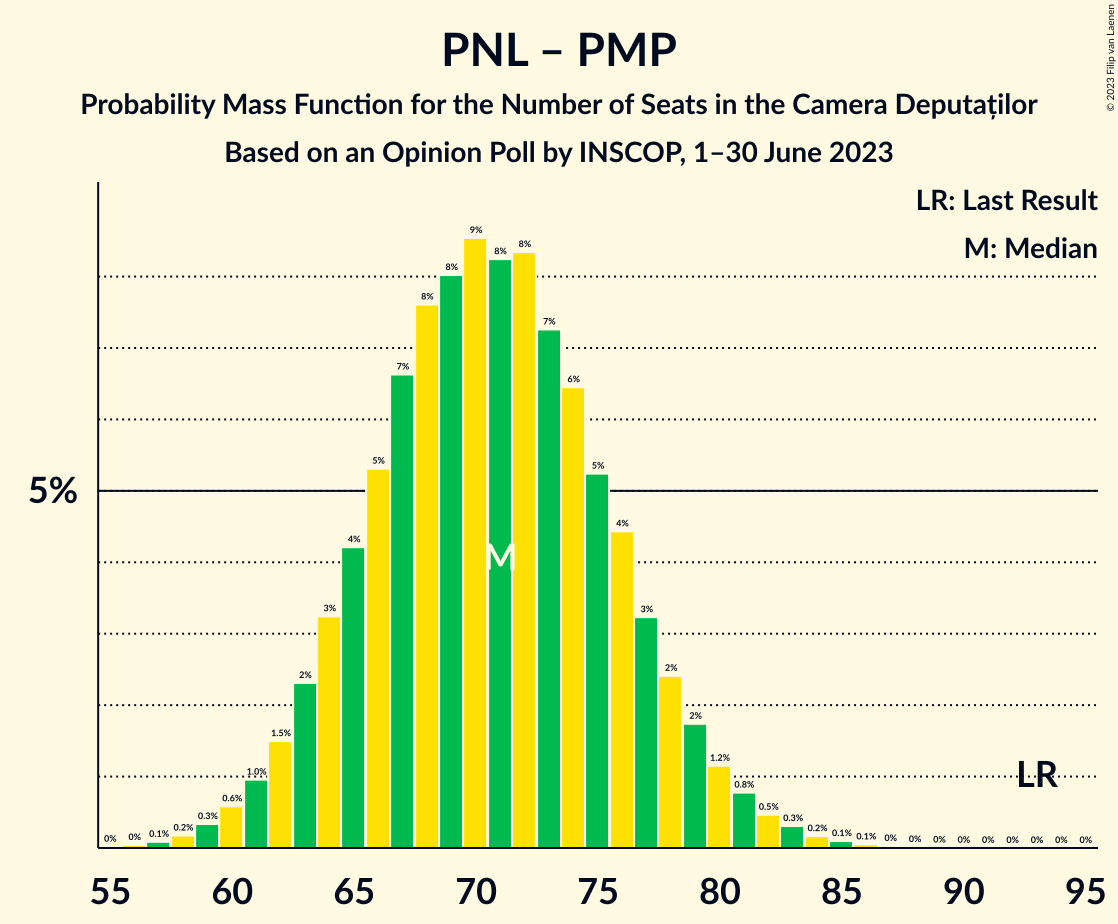 PNL – PMP
Probability Mass Function for the Number of Seats in the Camera Deputaților
Based on an Opinion Poll by INSCOP, 1–30 June 2023
© 2023 Filip van Laenen
LR: Last Result
M: Median
5%
0% 0% 0.1% 0.2% 0.3% 0.6% 1.0% 1.5% 2% 3% 4% 5% 7% 8% 8% 9% 8% 8% 7% 6% 5% 4% 3% 2% 2% 1.2% 0.8% 0.5% 0.3% 0.2% 0.1% 0.1% 0% 0% 0% 0% 0% 0% 0% 0% 0%
M
LR
55 60 65 70 75 80 85 90 95